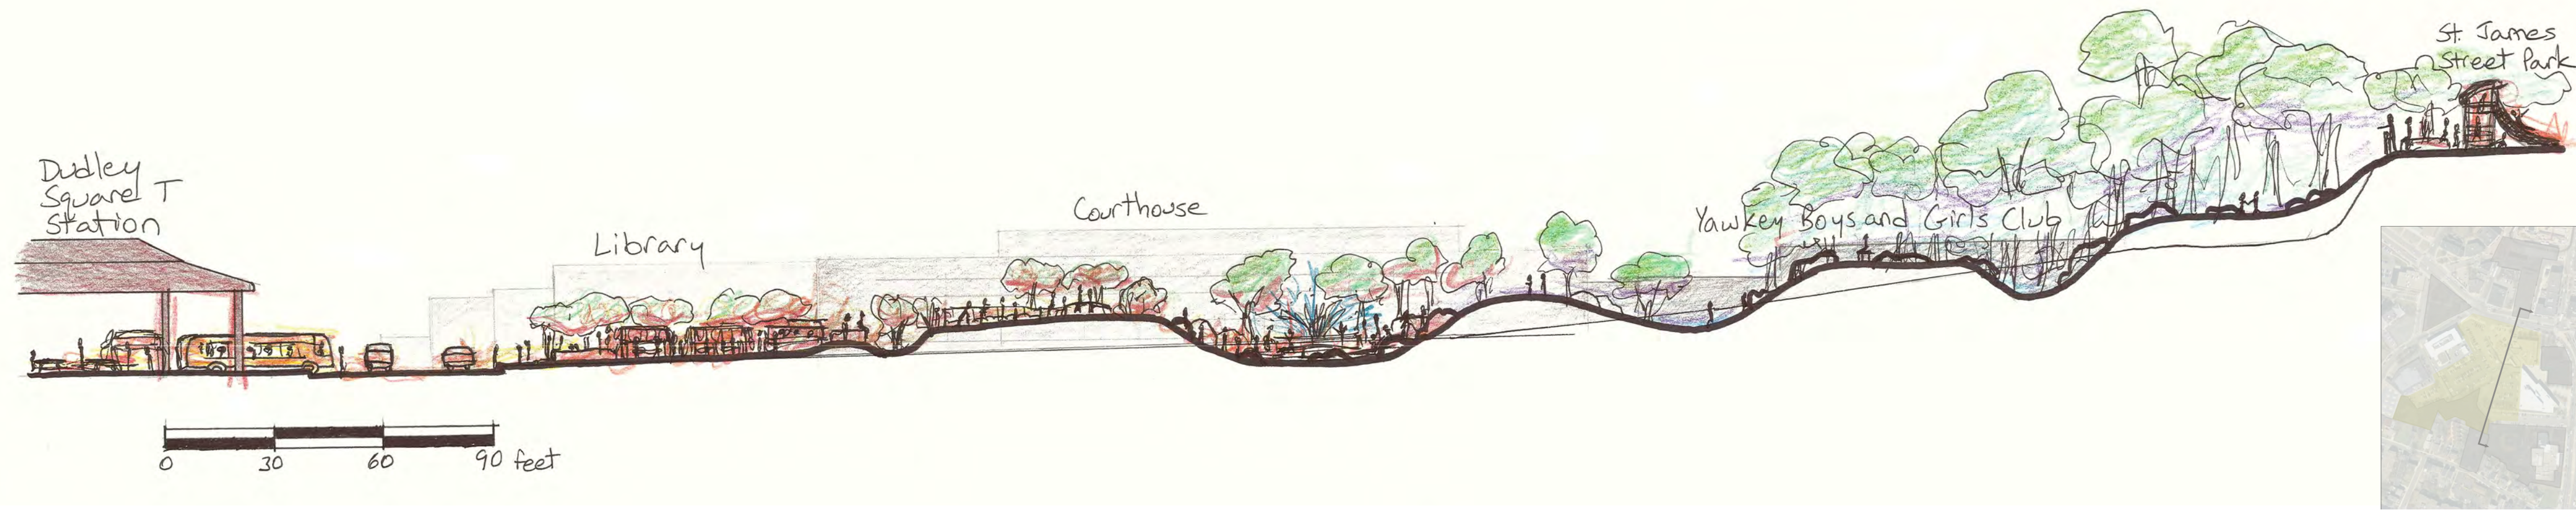 Dudley
Square T
Station
Library
Courthouse
Yawkey Boys and Girls Club
St. James
Street Park
0 30 60 90 feet